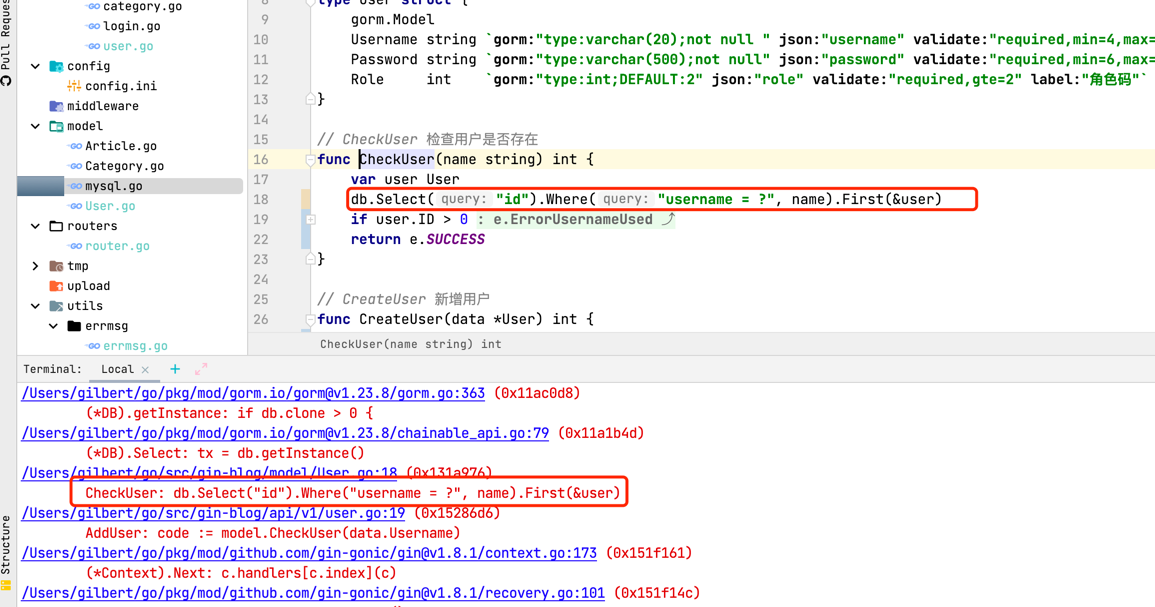 Pull Reques
category.go
login.go
user.go
config
config.ini
middleware
model
Article.go
Category.go
mysql.go
User.go
routers
router.go
tmp
upload
utils
errmsg
errmsg.go
8 type User struct {
9 gorm.Model
10 Username string `gorm:"type:varchar(20);not null " json:"username" validate:"required,min=4,max=
11 Password string `gorm:"type:varchar(500);not null" json:"password" validate:"required,min=6,max=
12 Role int `gorm:"type:int;DEFAULT:2" json:"role" validate:"required,gte=2" label:"角色码"`
13 }
14
15 // CheckUser 检查用户是否存在
16 func CheckUser(name string) int {
17 var user User
18 db.Select( query: "id").Where( query: "username = ?", name).First(&user)
19 if user.ID > 0 : e.ErrorUsernameUsed ⤴
22 return e.SUCCESS
23 }
24
25 // CreateUser 新增用户
26 func CreateUser(data *User) int {
CheckUser(name string) int
Terminal: Local × +
/Users/gilbert/go/pkg/mod/gorm.io/gorm@v1.23.8/gorm.go:363 (0x11ac0d8)
(*DB).getInstance: if db.clone > 0 {
/Users/gilbert/go/pkg/mod/gorm.io/gorm@v1.23.8/chainable_api.go:79 (0x11a1b4d)
(*DB).Select: tx = db.getInstance()
/Users/gilbert/go/src/gin-blog/model/User.go:18 (0x131a976)
CheckUser: db.Select("id").Where("username = ?", name).First(&user)
/Users/gilbert/go/src/gin-blog/api/v1/user.go:19 (0x15286d6)
AddUser: code := model.CheckUser(data.Username)
/Users/gilbert/go/pkg/mod/github.com/gin-gonic/gin@v1.8.1/context.go:173 (0x151f161)
(*Context).Next: c.handlers[c.index](c)
/Users/gilbert/go/pkg/mod/github.com/gin-gonic/gin@v1.8.1/recovery.go:101 (0x151f14c)
Structure